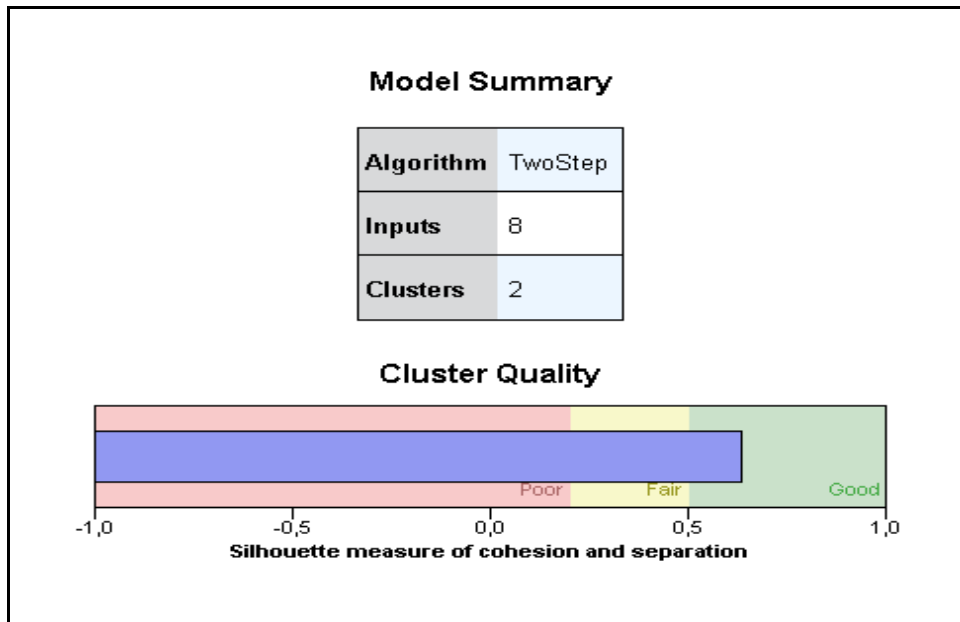 Model Summary
Algorithm TwoStep
Inputs 8
Clusters 2
Cluster Quality
Poor Fair Good
-1,0 -0,5 0,0 0,5 1,0
Silhouette measure of cohesion and separation